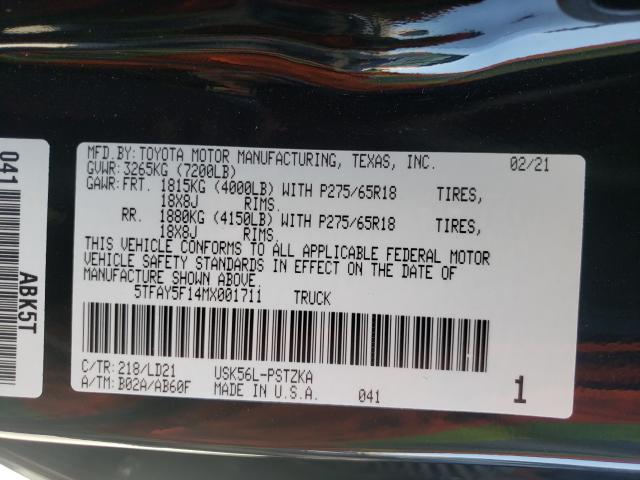 MFD.BY:TOYOTA MOTOR MANUFACTURING, TEXAS, INC. 02/21
GVWR:3265KG (7200LB)
GAWR:FRT. 1815KG (4000LB) WITH P275/65R18 TIRES,
18X8J RIMS.
RR. 1880KG (4150LB) WITH P275/65R18 TIRES,
18X8J RIMS.
THIS VEHICLE CONFORMS TO ALL APPLICABLE FEDERAL MOTOR
VEHICLE SAFETY STANDARDS IN EFFECT ON THE DATE OF
MANUFACTURE SHOWN ABOVE.
5TFAY5F14MX001711 TRUCK
C/TR:218/LD21 USK56L-PSTZKA
A/TM:B02A/AB60F MADE IN U.S.A. 041
1
041
ABK5T